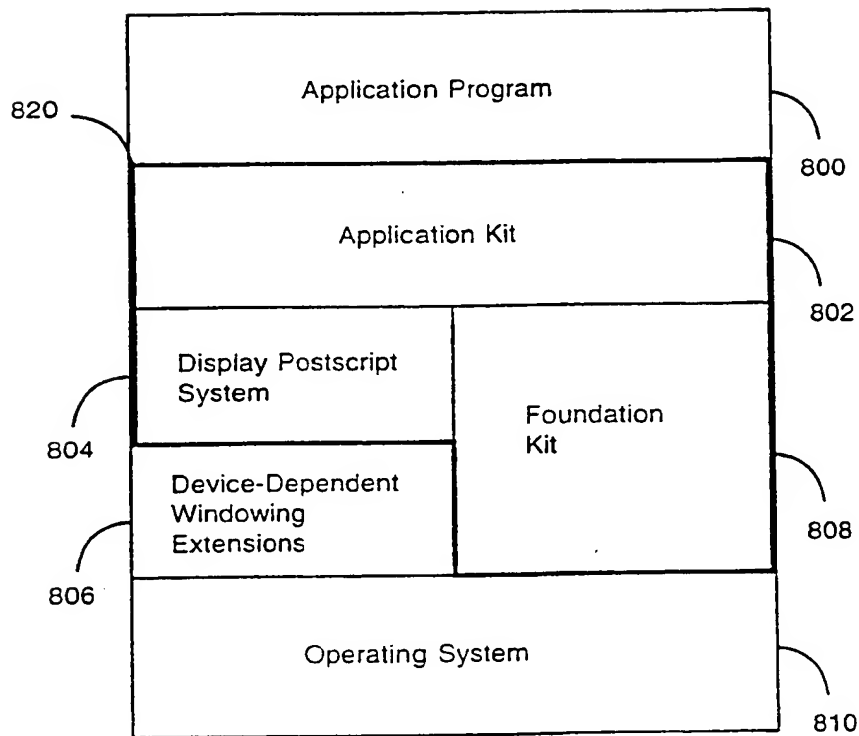 Application Program
820
800
Application Kit
802
Display Postscript
System
Foundation
Kit
804
Device-Dependent
Windowing
Extensions
808
806
Operating System
810